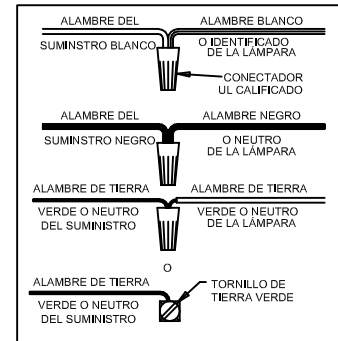 ALAMBRE DEL
SUMINSTRO BLANCO
ALAMBRE BLANCO
O IDENTIFICADO
DE LA LÁMPARA
CONECTADOR
UL CALIFICADO
ALAMBRE DEL
SUMINSTRO NEGRO
ALAMBRE NEGRO
O NEUTRO
DE LA LÁMPARA
ALAMBRE DE TIERRA
VERDE O NEUTRO
DEL SUMINISTRO
ALAMBRE DE TIERRA
VERDE O NEUTRO
DE LA LÁMPARA
O
ALAMBRE DE TIERRA
VERDE O NEUTRO
DEL SUMINISTRO
TORNILLO DE
TIERRA VERDE